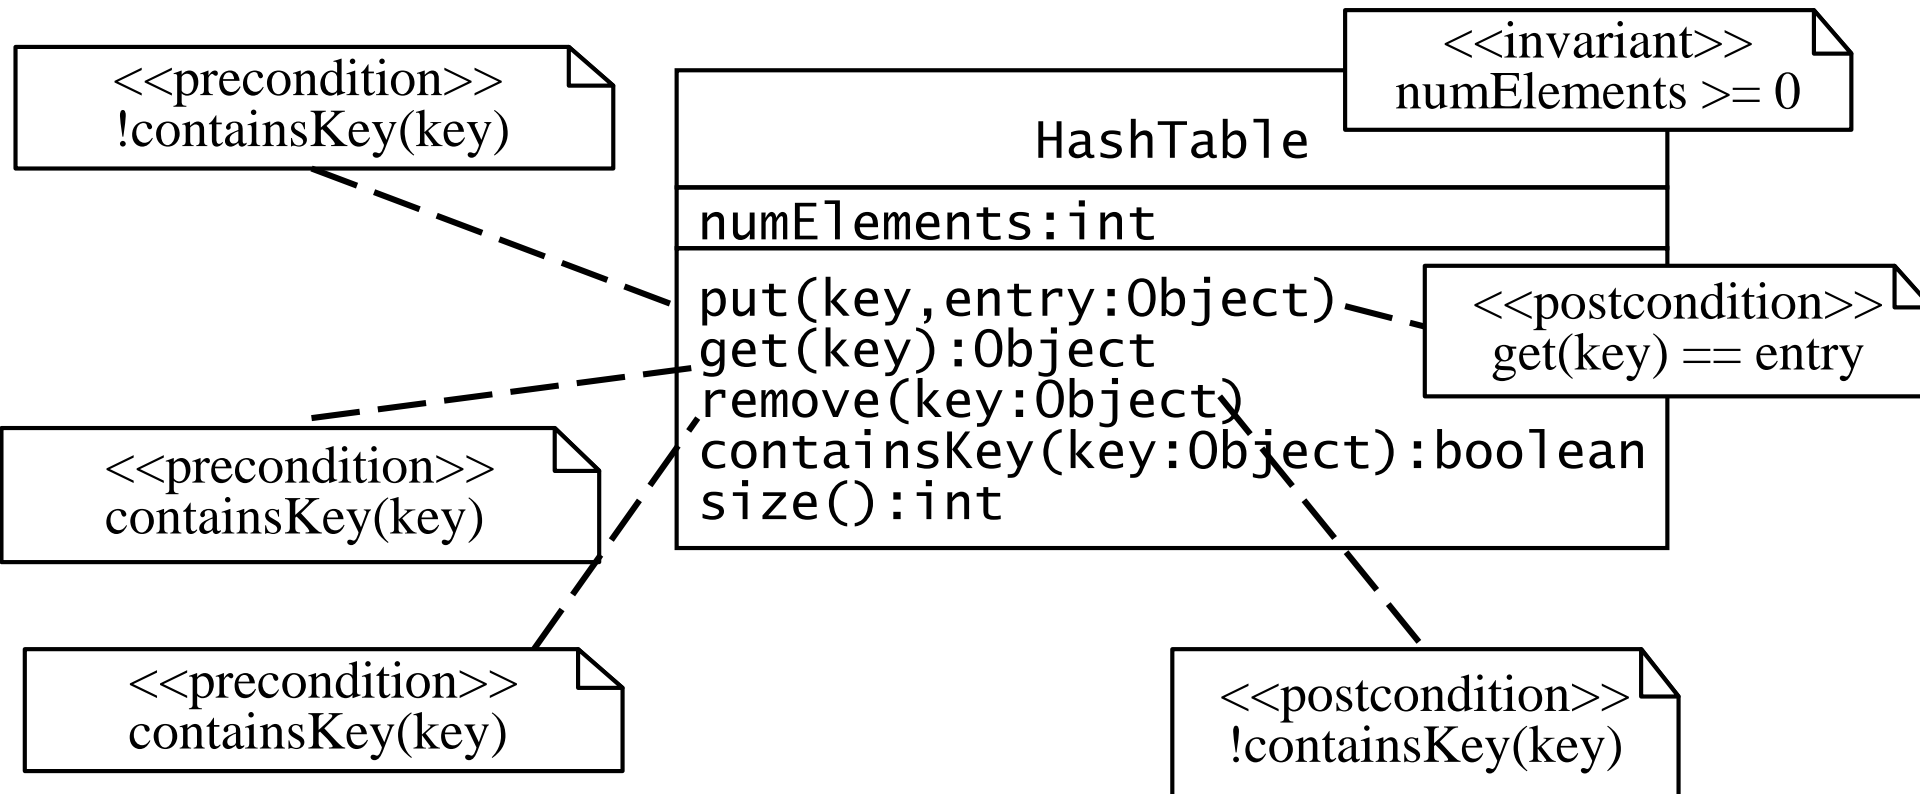 <<invariant>>
numElements >= 0
<<precondition>>
!containsKey(key)
HashTable
numElements:int
put(key,entry:Object)
get(key):Object
remove(key:Object)
containsKey(key:Object):boolean
size():int
<<postcondition>>
get(key) == entry
<<precondition>>
containsKey(key)
<<precondition>>
containsKey(key)
<<postcondition>>
!containsKey(key)